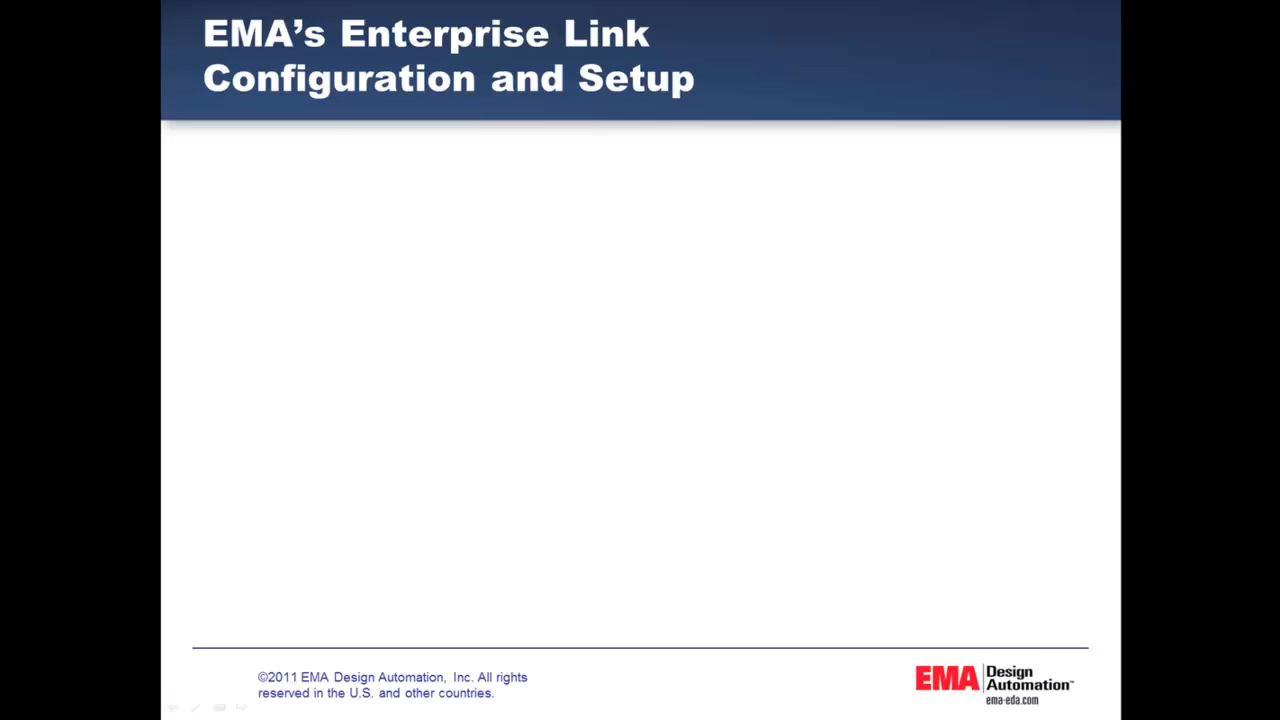 EMA’s Enterprise Link
Configuration and Setup
©2011 EMA Design Automation, Inc. All rights
reserved in the U.S. and other countries.
EMA Design
Automation™
ema-eda.com